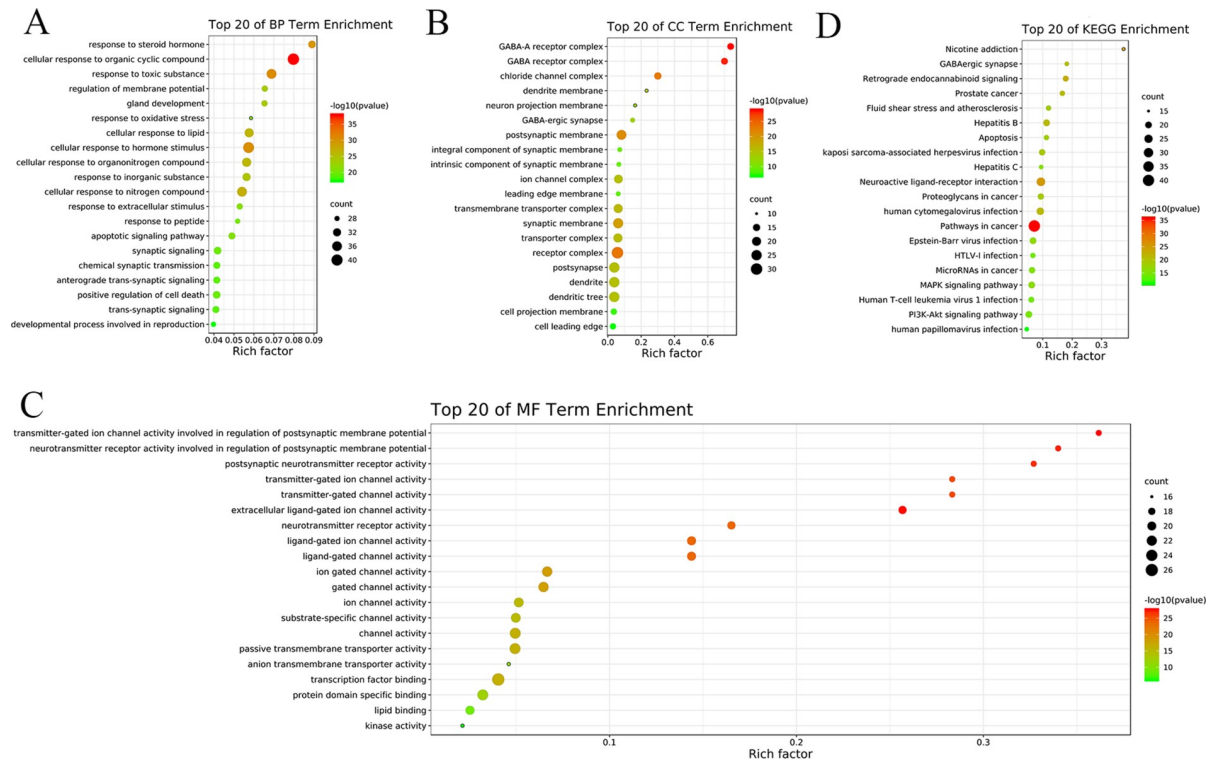 A
Top 20 of BP Term Enrichment
response to steroid hormone
cellular response to organic cyclic compound
response to toxic substance
regulation of membrane potential
gland development
response to oxidative stress
cellular response to lipid
cellular response to hormone stimulus
cellular response to organonitrogen compound
cellular response to inorganic substance
cellular response to nitrogen compound
response to extracellular stimulus
response to peptide
apoptotic signaling pathway
synaptic signaling
chemical synaptic transmission
anterograde trans-synaptic signaling
positive regulation of cell death
trans-synaptic signaling
developmental process involved in reproduction
0.04 0.05 0.06 0.07 0.08 0.09
Rich factor
-log10(pvalue)
35
30
25
20
count
28
32
36
40
B
Top 20 of CC Term Enrichment
GABA-A receptor complex
GABA receptor complex
chloride channel complex
dendrite membrane
neuron projection membrane
GABA-ergic synapse
postsynaptic membrane
integral component of synaptic membrane
intrinsic component of synaptic membrane
ion channel complex
leading edge membrane
transmembrane transporter complex
synaptic membrane
transporter complex
receptor complex
postsynapse
dendrite
dendritic tree
cell projection membrane
cell leading edge
0.0 0.2 0.4 0.6
Rich factor
-log10(pvalue)
25
20
15
10
count
10
15
20
25
30
D
Top 20 of KEGG Enrichment
Nicotine addiction
GABAergic synapse
Retrograde endocannabinoid signaling
Prostate cancer
Fluid shear stress and atherosclerosis
Hepatitis B
Apoptosis
kaposi sarcoma-associated herpesvirus infection
Hepatitis C
Neuroactive ligand-receptor interaction
Proteoglycans in cancer
human cytomegalovirus infection
Pathways in cancer
Epstein-Barr virus infection
HTLV-I infection
MicroRNAs in cancer
MAPK signaling pathway
Human T-cell leukemia virus 1 infection
PI3K-Akt signaling pathway
human papillomavirus infection
0.1 0.2 0.3
Rich factor
count
15
20
25
30
35
40
-log10(pvalue)
35
30
25
20
15
C
Top 20 of MF Term Enrichment
transmitter-gated ion channel activity involved in regulation of postsynaptic membrane potential
neurotransmitter receptor activity involved in regulation of postsynaptic membrane potential
postsynaptic neurotransmitter receptor activity
transmitter-gated ion channel activity
transmitter-gated channel activity
extracellular ligand-gated ion channel activity
neurotransmitter receptor activity
ligand-gated ion channel activity
ligand-gated channel activity
ion gated channel activity
gated channel activity
ion channel activity
substrate-specific channel activity
channel activity
passive transmembrane transporter activity
anion transmembrane transporter activity
transcription factor binding
protein domain specific binding
lipid binding
kinase activity
0.1 0.2 0.3
Rich factor
count
16
18
20
22
24
26
-log10(pvalue)
25
20
15
10